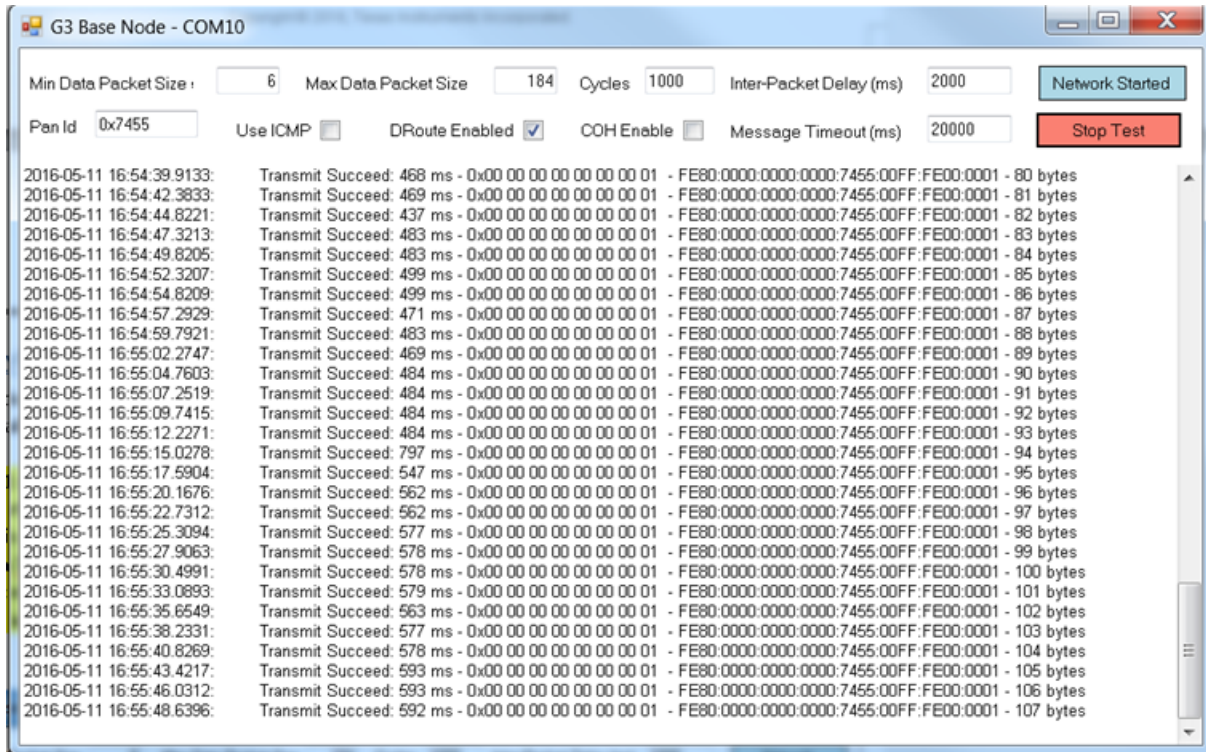 G3 Base Node - COM10
Min Data Packet Size 6 Max Data Packet Size 184 Cycles 1000 Inter-Packet Delay (ms) 2000 Network Started
Pan Id 0x7455 Use ICMP DRoute Enabled COH Enable Message Timeout (ms) 20000 Stop Test
2016-05-11 16:54:39.9133: Transmit Succeed: 468 ms - 0x00 00 00 00 00 00 00 01 - FE80:0000:0000:0000:7455:00FF:FE00:0001 - 80 bytes
2016-05-11 16:54:42.3833: Transmit Succeed: 469 ms - 0x00 00 00 00 00 00 00 01 - FE80:0000:0000:0000:7455:00FF:FE00:0001 - 81 bytes
2016-05-11 16:54:44.8221: Transmit Succeed: 437 ms - 0x00 00 00 00 00 00 00 01 - FE80:0000:0000:0000:7455:00FF:FE00:0001 - 82 bytes
2016-05-11 16:54:47.3213: Transmit Succeed: 483 ms - 0x00 00 00 00 00 00 00 01 - FE80:0000:0000:0000:7455:00FF:FE00:0001 - 83 bytes
2016-05-11 16:54:49.8205: Transmit Succeed: 483 ms - 0x00 00 00 00 00 00 00 01 - FE80:0000:0000:0000:7455:00FF:FE00:0001 - 84 bytes
2016-05-11 16:54:52.3207: Transmit Succeed: 499 ms - 0x00 00 00 00 00 00 00 01 - FE80:0000:0000:0000:7455:00FF:FE00:0001 - 85 bytes
2016-05-11 16:54:54.8209: Transmit Succeed: 499 ms - 0x00 00 00 00 00 00 00 01 - FE80:0000:0000:0000:7455:00FF:FE00:0001 - 86 bytes
2016-05-11 16:54:57.2929: Transmit Succeed: 471 ms - 0x00 00 00 00 00 00 00 01 - FE80:0000:0000:0000:7455:00FF:FE00:0001 - 87 bytes
2016-05-11 16:54:59.7921: Transmit Succeed: 483 ms - 0x00 00 00 00 00 00 00 01 - FE80:0000:0000:0000:7455:00FF:FE00:0001 - 88 bytes
2016-05-11 16:55:02.2747: Transmit Succeed: 469 ms - 0x00 00 00 00 00 00 00 01 - FE80:0000:0000:0000:7455:00FF:FE00:0001 - 89 bytes
2016-05-11 16:55:04.7603: Transmit Succeed: 484 ms - 0x00 00 00 00 00 00 00 01 - FE80:0000:0000:0000:7455:00FF:FE00:0001 - 90 bytes
2016-05-11 16:55:07.2519: Transmit Succeed: 484 ms - 0x00 00 00 00 00 00 00 01 - FE80:0000:0000:0000:7455:00FF:FE00:0001 - 91 bytes
2016-05-11 16:55:09.7415: Transmit Succeed: 484 ms - 0x00 00 00 00 00 00 00 01 - FE80:0000:0000:0000:7455:00FF:FE00:0001 - 92 bytes
2016-05-11 16:55:12.2271: Transmit Succeed: 484 ms - 0x00 00 00 00 00 00 00 01 - FE80:0000:0000:0000:7455:00FF:FE00:0001 - 93 bytes
2016-05-11 16:55:15.0278: Transmit Succeed: 797 ms - 0x00 00 00 00 00 00 00 01 - FE80:0000:0000:0000:7455:00FF:FE00:0001 - 94 bytes
2016-05-11 16:55:17.5904: Transmit Succeed: 547 ms - 0x00 00 00 00 00 00 00 01 - FE80:0000:0000:0000:7455:00FF:FE00:0001 - 95 bytes
2016-05-11 16:55:20.1676: Transmit Succeed: 562 ms - 0x00 00 00 00 00 00 00 01 - FE80:0000:0000:0000:7455:00FF:FE00:0001 - 96 bytes
2016-05-11 16:55:22.7312: Transmit Succeed: 562 ms - 0x00 00 00 00 00 00 00 01 - FE80:0000:0000:0000:7455:00FF:FE00:0001 - 97 bytes
2016-05-11 16:55:25.3094: Transmit Succeed: 577 ms - 0x00 00 00 00 00 00 00 01 - FE80:0000:0000:0000:7455:00FF:FE00:0001 - 98 bytes
2016-05-11 16:55:27.9063: Transmit Succeed: 578 ms - 0x00 00 00 00 00 00 00 01 - FE80:0000:0000:0000:7455:00FF:FE00:0001 - 99 bytes
2016-05-11 16:55:30.4991: Transmit Succeed: 578 ms - 0x00 00 00 00 00 00 00 01 - FE80:0000:0000:0000:7455:00FF:FE00:0001 - 100 bytes
2016-05-11 16:55:33.0893: Transmit Succeed: 579 ms - 0x00 00 00 00 00 00 00 01 - FE80:0000:0000:0000:7455:00FF:FE00:0001 - 101 bytes
2016-05-11 16:55:35.6549: Transmit Succeed: 563 ms - 0x00 00 00 00 00 00 00 01 - FE80:0000:0000:0000:7455:00FF:FE00:0001 - 102 bytes
2016-05-11 16:55:38.2331: Transmit Succeed: 577 ms - 0x00 00 00 00 00 00 00 01 - FE80:0000:0000:0000:7455:00FF:FE00:0001 - 103 bytes
2016-05-11 16:55:40.8269: Transmit Succeed: 578 ms - 0x00 00 00 00 00 00 00 01 - FE80:0000:0000:0000:7455:00FF:FE00:0001 - 104 bytes
2016-05-11 16:55:43.4217: Transmit Succeed: 593 ms - 0x00 00 00 00 00 00 00 01 - FE80:0000:0000:0000:7455:00FF:FE00:0001 - 105 bytes
2016-05-11 16:55:46.0312: Transmit Succeed: 593 ms - 0x00 00 00 00 00 00 00 01 - FE80:0000:0000:0000:7455:00FF:FE00:0001 - 106 bytes
2016-05-11 16:55:48.6396: Transmit Succeed: 592 ms - 0x00 00 00 00 00 00 00 01 - FE80:0000:0000:0000:7455:00FF:FE00:0001 - 107 bytes